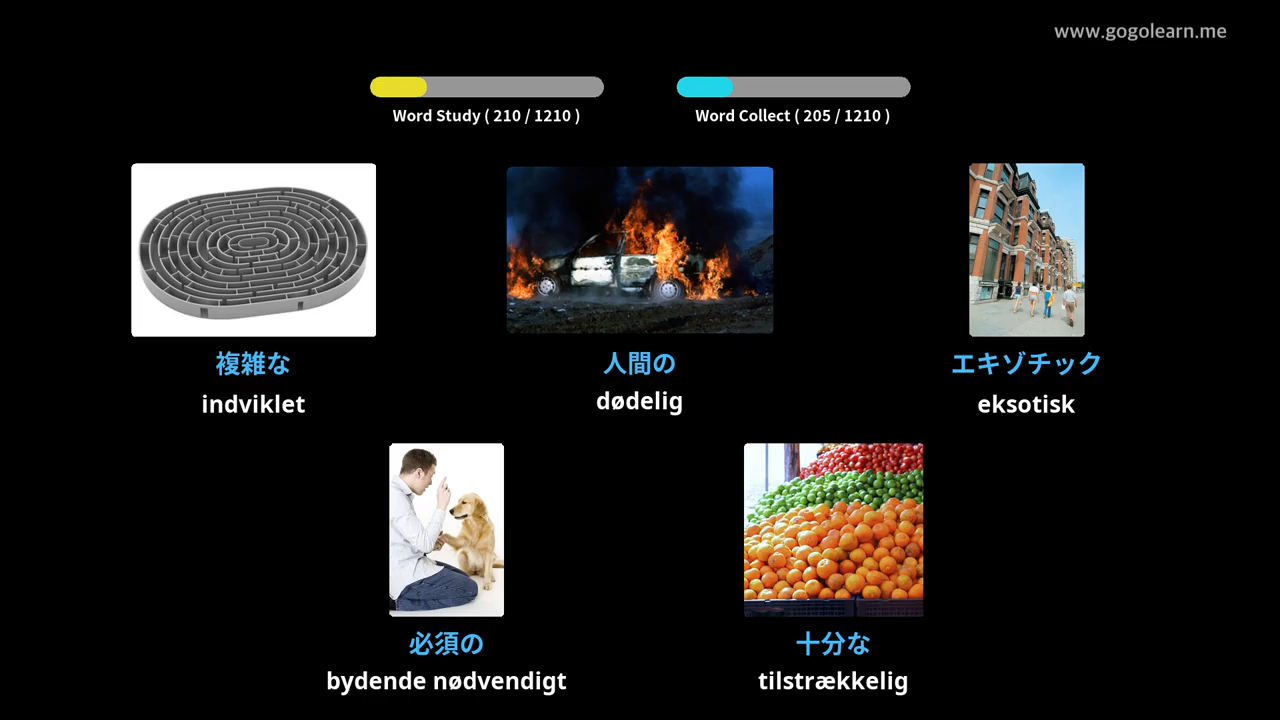 www.gogolearn.me
Word Study ( 210 / 1210 )
Word Collect ( 205 / 1210 )
複雑な
indviklet
人間の
dødelig
エキゾチック
eksotisk
必須の
bydende nødvendigt
十分な
tilstrækkelig